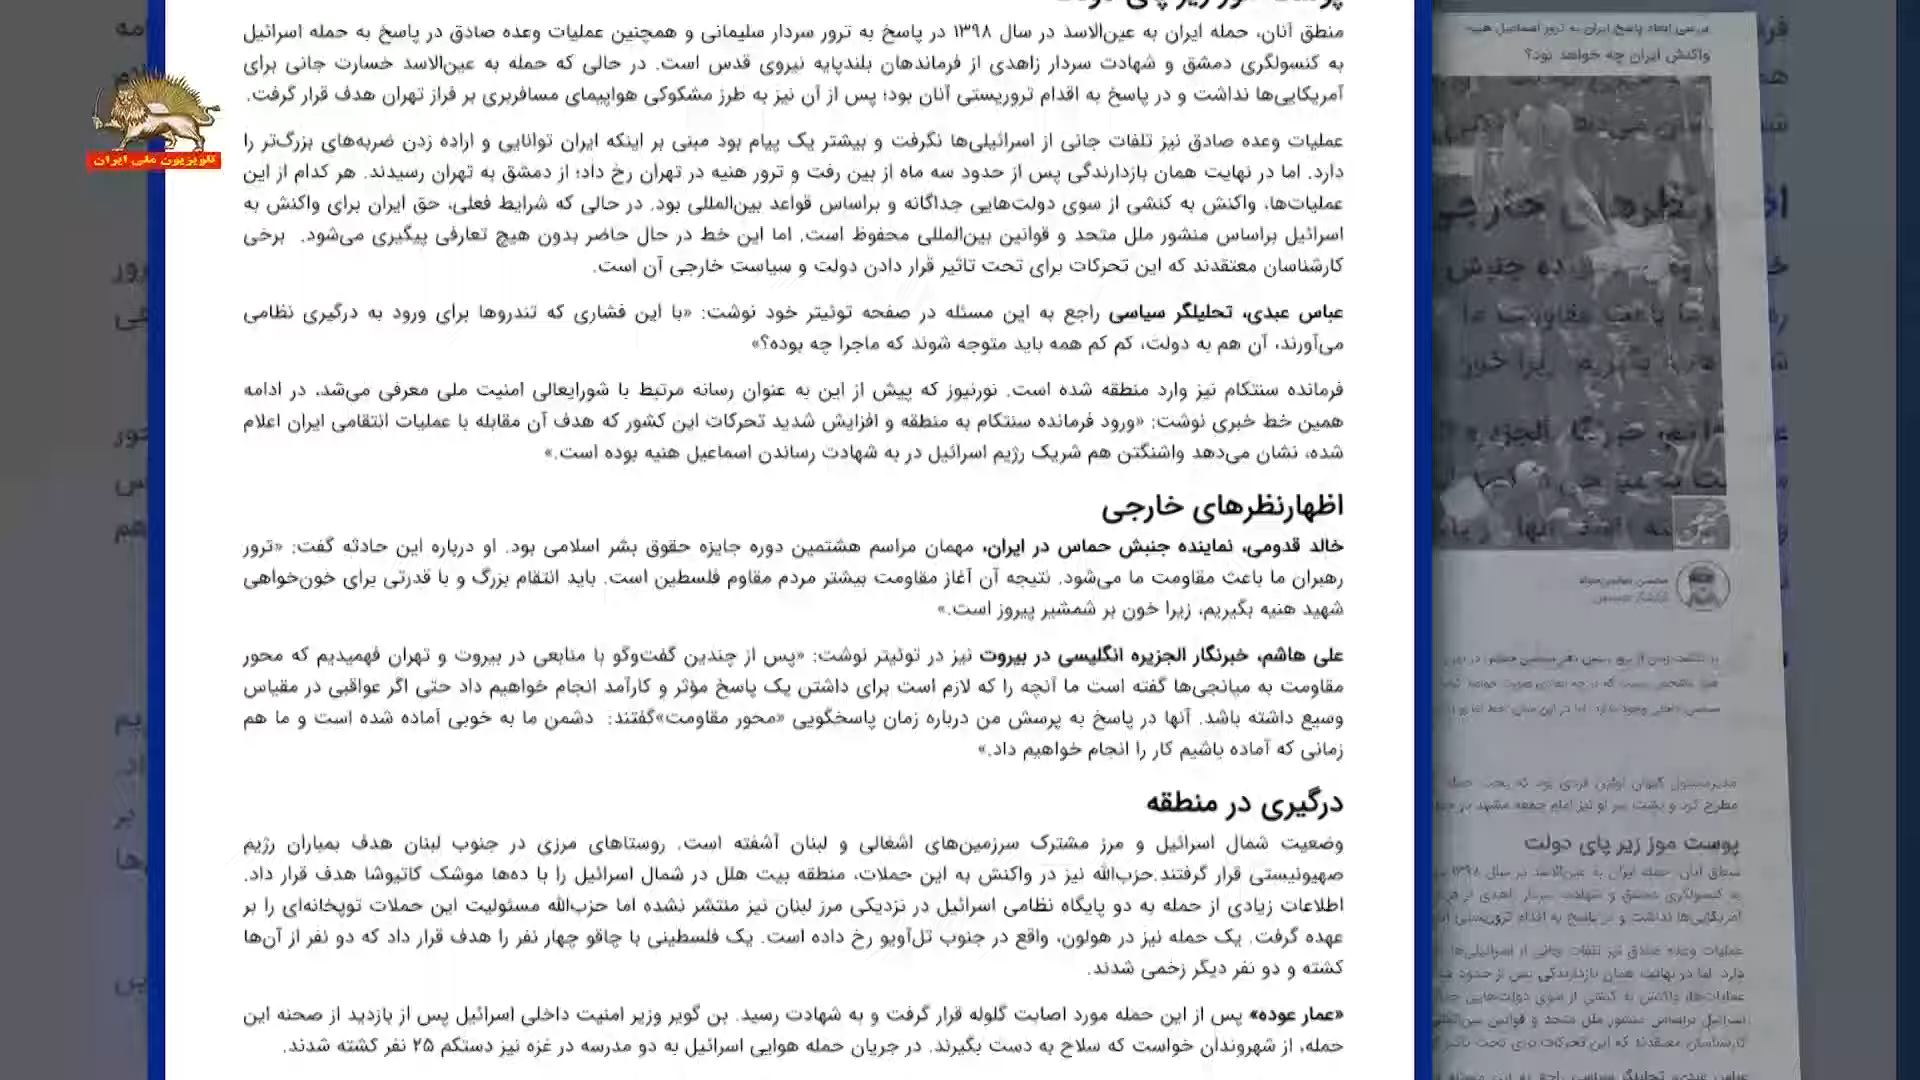 تلویزیون ملی ایران
پوست موز زیر پای دولت
منطق آنان، حمله ایران به عین‌الاسد در سال ۱۳۹۸ در پاسخ به ترور سردار سلیمانی و همچنین عملیات وعده صادق در پاسخ به حمله اسرائیل
به کنسولگری دمشق و شهادت سردار زاهدی از فرماندهان بلندپایه نیروی قدس است. در حالی که حمله به عین‌الاسد خسارت جانی برای
آمریکایی‌ها نداشت و در پاسخ به اقدام تروریستی آنان بود؛ پس از آن نیز به طرز مشکوکی هواپیمای مسافربری بر فراز تهران هدف قرار گرفت.
عملیات وعده صادق نیز تلفات جانی از اسرائیلی‌ها نگرفت و بیشتر یک پیام بود مبنی بر اینکه ایران توانایی و اراده زدن ضربه‌های بزرگ‌تر را
دارد. اما در نهایت همان بازدارندگی پس از حدود سه ماه از بین رفت و ترور هنیه در تهران رخ داد؛ از دمشق به تهران رسیدند. هر کدام از این
عملیات‌ها، واکنش به کنشی از سوی دولت‌هایی جداگانه و براساس قواعد بین‌المللی بود. در حالی که شرایط فعلی، حق ایران برای واکنش به
اسرائیل براساس منشور ملل متحد و قوانین بین‌المللی محفوظ است. اما این خط در حال حاضر بدون هیچ تعارفی پیگیری می‌شود. برخی
کارشناسان معتقدند که این تحرکات برای تحت تاثیر قرار دادن دولت و سیاست خارجی آن است.
عباس عبدی، تحلیلگر سیاسی راجع به این مسئله در صفحه توئیتر خود نوشت: «با این فشاری که تندروها برای ورود به درگیری نظامی
می‌آورند، آن هم به دولت، کم کم همه باید متوجه شوند که ماجرا چه بوده؟»
فرمانده سنتکام نیز وارد منطقه شده است. نورنیوز که پیش از این به عنوان رسانه مرتبط با شورایعالی امنیت ملی معرفی می‌شد، در ادامه
همین خط خبری نوشت: «ورود فرمانده سنتکام به منطقه و افزایش شدید تحرکات این کشور که هدف آن مقابله با عملیات انتقامی ایران اعلام
شده، نشان می‌دهد واشنگتن هم شریک رژیم اسرائیل در به شهادت رساندن اسماعیل هنیه بوده است.»
اظهارنظرهای خارجی
خالد قدومی، نماینده جنبش حماس در ایران، مهمان مراسم هشتمین دوره جایزه حقوق بشر اسلامی بود. او درباره این حادثه گفت: «ترور
رهبران ما باعث مقاومت ما می‌شود. نتیجه آن آغاز مقاومت بیشتر مردم مقاوم فلسطین است. باید انتقام بزرگ و با قدرتی برای خون‌خواهی
شهید هنیه بگیریم، زیرا خون بر شمشیر پیروز است.»
علی هاشم، خبرنگار الجزیره انگلیسی در بیروت نیز در توئیتر نوشت: «پس از چندین گفت‌وگو با منابعی در بیروت و تهران فهمیدیم که محور
مقاومت به میانجی‌ها گفته است ما آنچه را که لازم است برای داشتن یک پاسخ مؤثر و کارآمد انجام خواهیم داد حتی اگر عواقبی در مقیاس
وسیع داشته باشد. آنها در پاسخ به پرسش من درباره زمان پاسخگویی «محور مقاومت»گفتند: دشمن ما به خوبی آماده شده است و ما هم
زمانی که آماده باشیم کار را انجام خواهیم داد.»
درگیری در منطقه
وضعیت شمال اسرائیل و مرز مشترک سرزمین‌های اشغالی و لبنان آشفته است. روستاهای مرزی در جنوب لبنان هدف بمباران رژیم
صهیونیستی قرار گرفتند.حزب‌الله نیز در واکنش به این حملات، منطقه بیت هلل در شمال اسرائیل را با ده‌ها موشک کاتیوشا هدف قرار داد.
اطلاعات زیادی از حمله به دو پایگاه نظامی اسرائیل در نزدیکی مرز لبنان نیز منتشر نشده اما حزب‌الله مسئولیت این حملات توپخانه‌ای را بر
عهده گرفت. یک حمله نیز در هولون، واقع در جنوب تل‌آویو رخ داده است. یک فلسطینی با چاقو چهار نفر را هدف قرار داد که دو نفر از آن‌ها
کشته و دو نفر دیگر زخمی شدند.
«عمار عوده» پس از این حمله مورد اصابت گلوله قرار گرفت و به شهادت رسید. بن گویر وزیر امنیت داخلی اسرائیل پس از بازدید از صحنه این
حمله، از شهروندان خواست که سلاح به دست بگیرند. در جریان حمله هوایی اسرائیل به دو مدرسه در غزه نیز دستکم ۲۵ نفر کشته شدند.
بررسی ابعاد پاسخ ایران به ترور اسماعیل هنیه
واکنش ایران چه خواهد بود؟
پوست موز زیر پای دولت